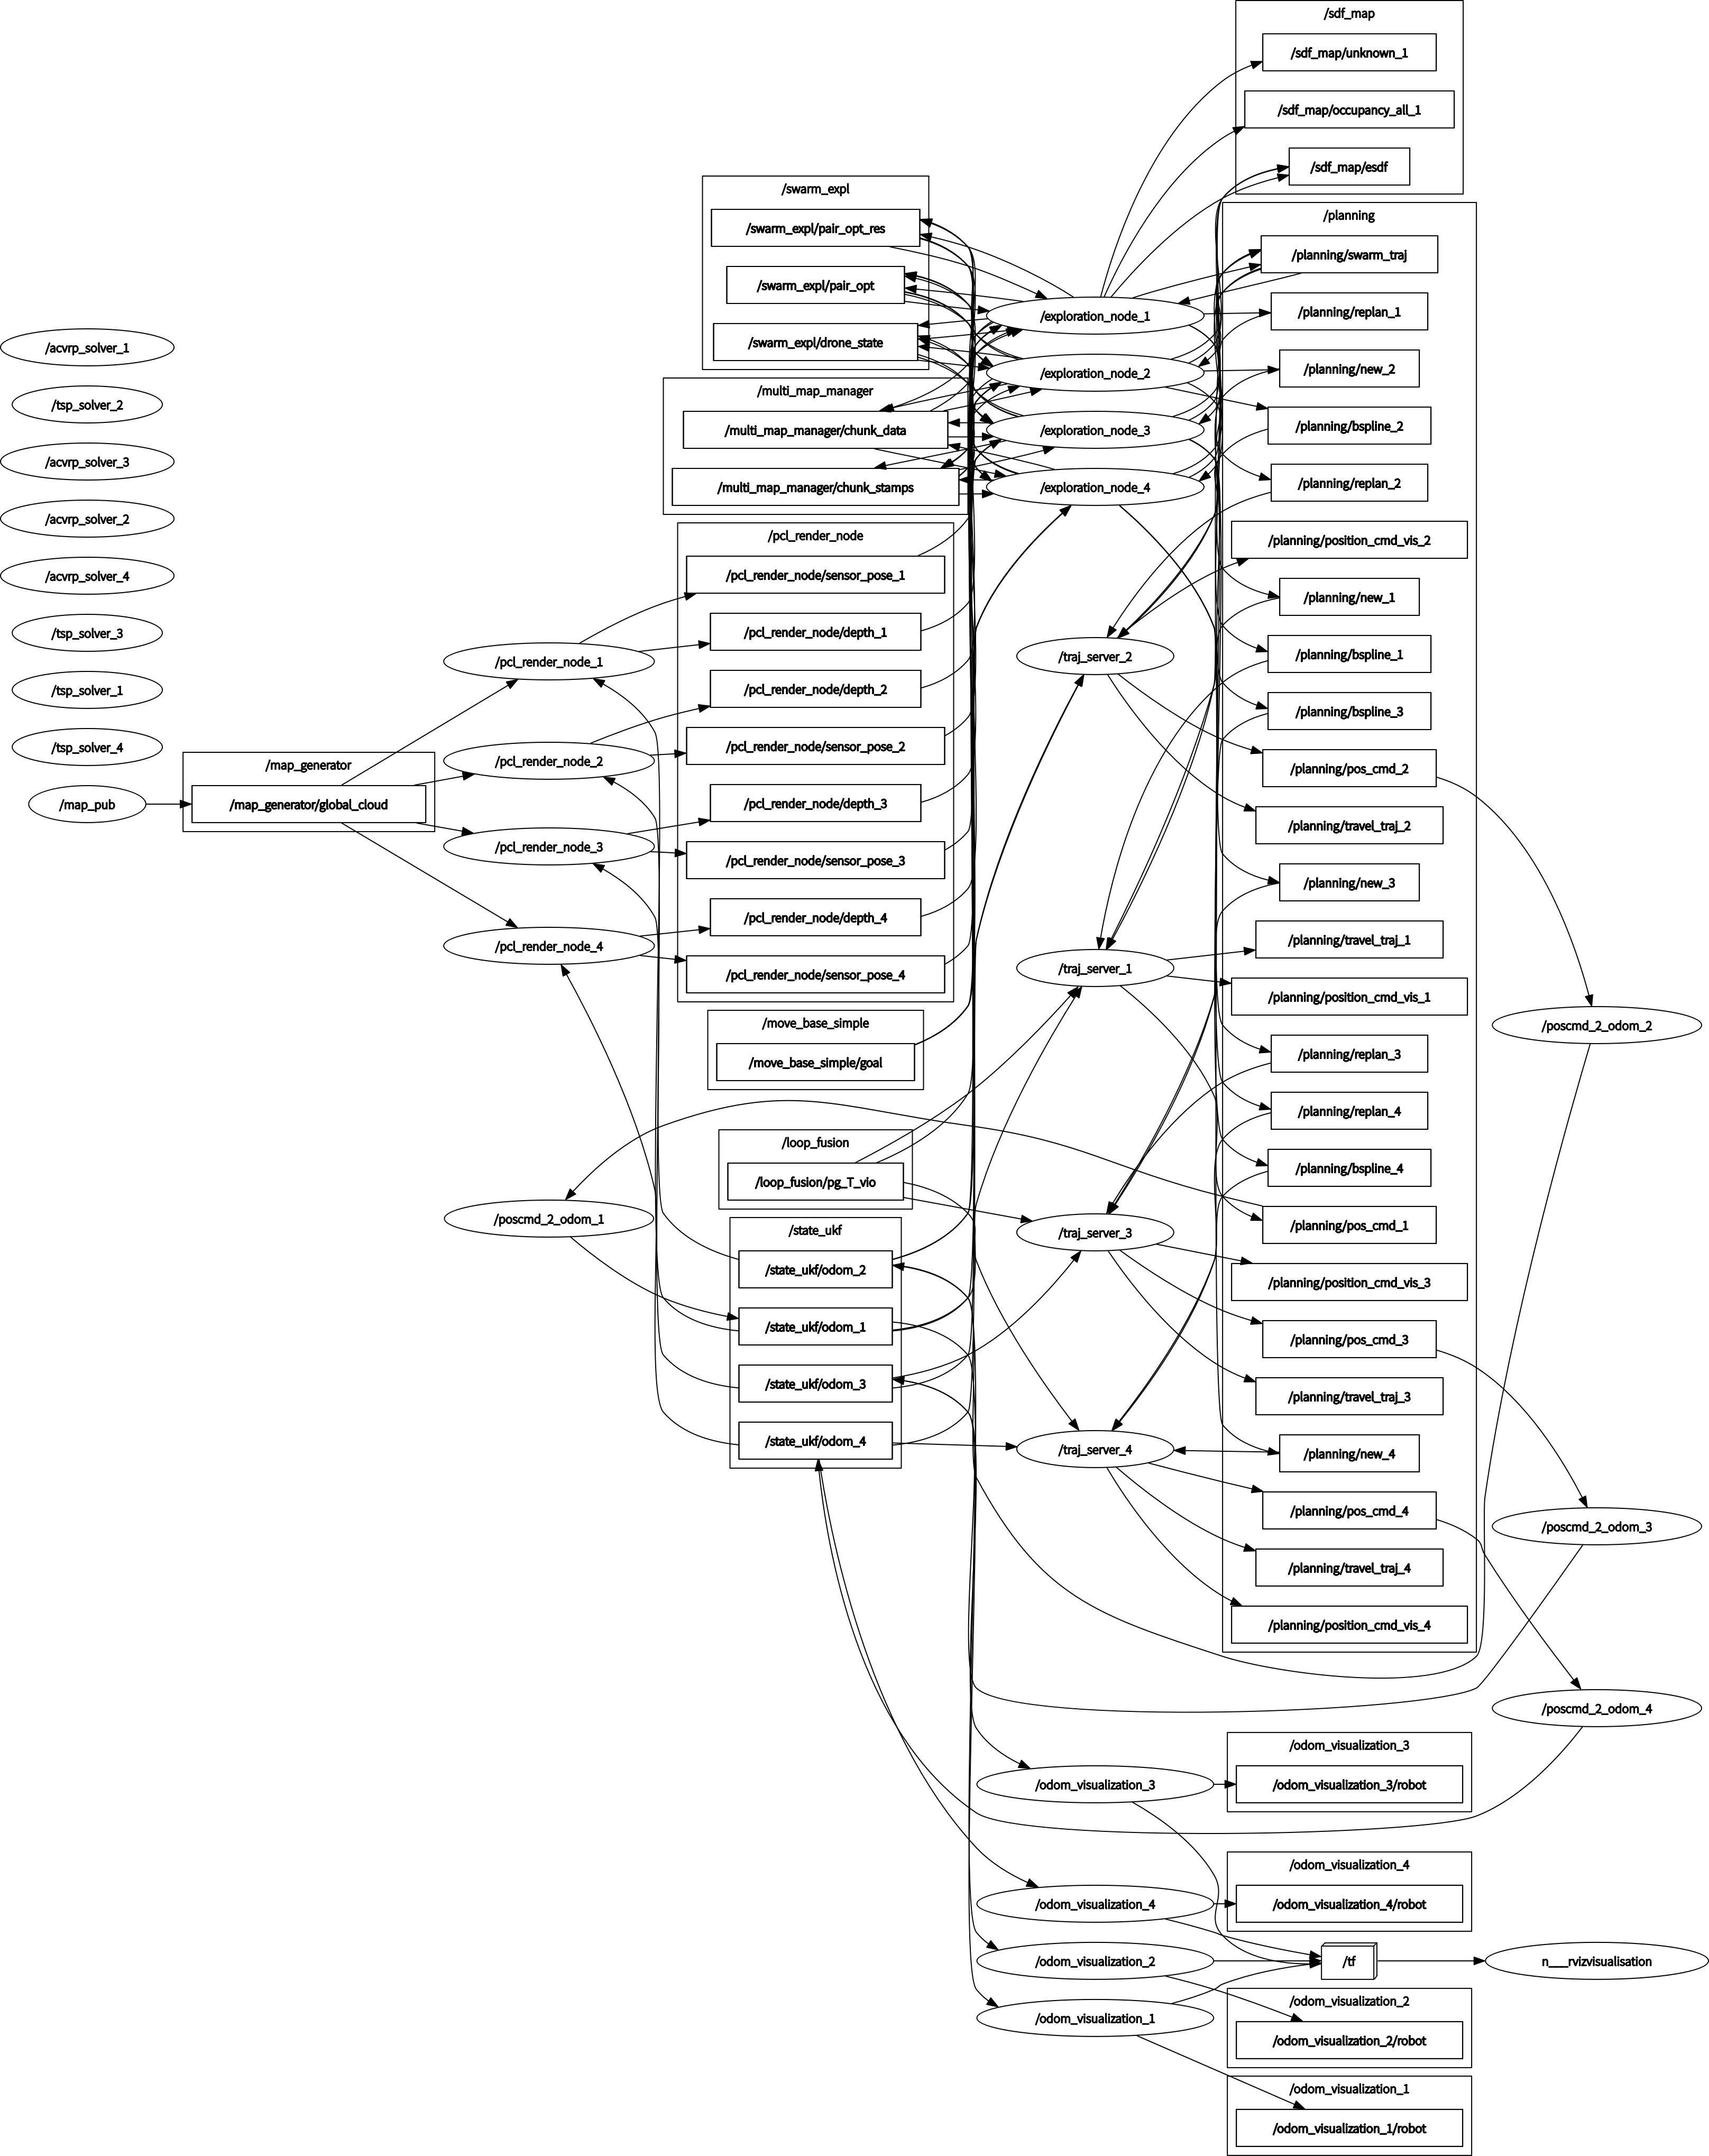 /acvrp_solver_1
/tsp_solver_2
/acvrp_solver_3
/acvrp_solver_2
/acvrp_solver_4
/tsp_solver_3
/tsp_solver_1
/tsp_solver_4
/map_pub
/map_generator
/map_generator/global_cloud
/pcl_render_node_1
/pcl_render_node_2
/pcl_render_node_3
/pcl_render_node_4
/poscmd_2_odom_1
/swarm_expl
/swarm_expl/pair_opt_res
/swarm_expl/pair_opt
/swarm_expl/drone_state
/multi_map_manager
/multi_map_manager/chunk_data
/multi_map_manager/chunk_stamps
/pcl_render_node
/pcl_render_node/sensor_pose_1
/pcl_render_node/depth_1
/pcl_render_node/depth_2
/pcl_render_node/sensor_pose_2
/pcl_render_node/depth_3
/pcl_render_node/sensor_pose_3
/pcl_render_node/depth_4
/pcl_render_node/sensor_pose_4
/move_base_simple
/move_base_simple/goal
/loop_fusion
/loop_fusion/pg_T_vio
/state_ukf
/state_ukf/odom_2
/state_ukf/odom_1
/state_ukf/odom_3
/state_ukf/odom_4
/exploration_node_1
/exploration_node_2
/exploration_node_3
/exploration_node_4
/traj_server_2
/traj_server_1
/traj_server_3
/traj_server_4
/odom_visualization_3
/odom_visualization_4
/odom_visualization_2
/odom_visualization_1
/sdf_map
/sdf_map/unknown_1
/sdf_map/occupancy_all_1
/sdf_map/esdf
/planning
/planning/swarm_traj
/planning/replan_1
/planning/new_2
/planning/bspline_2
/planning/replan_2
/planning/position_cmd_vis_2
/planning/new_1
/planning/bspline_1
/planning/bspline_3
/planning/pos_cmd_2
/planning/travel_traj_2
/planning/new_3
/planning/travel_traj_1
/planning/position_cmd_vis_1
/planning/replan_3
/planning/replan_4
/planning/bspline_4
/planning/pos_cmd_1
/planning/position_cmd_vis_3
/planning/pos_cmd_3
/planning/travel_traj_3
/planning/new_4
/planning/pos_cmd_4
/planning/travel_traj_4
/planning/position_cmd_vis_4
/odom_visualization_3
/odom_visualization_3/robot
/odom_visualization_4
/odom_visualization_4/robot
/tf
/odom_visualization_2
/odom_visualization_2/robot
/odom_visualization_1
/odom_visualization_1/robot
/poscmd_2_odom_2
/poscmd_2_odom_3
/poscmd_2_odom_4
n___rvizvisualisation